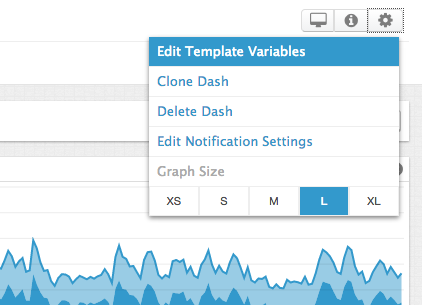 Edit Template Variables
Clone Dash
Delete Dash
Edit Notification Settings
Graph Size
XS S M L XL